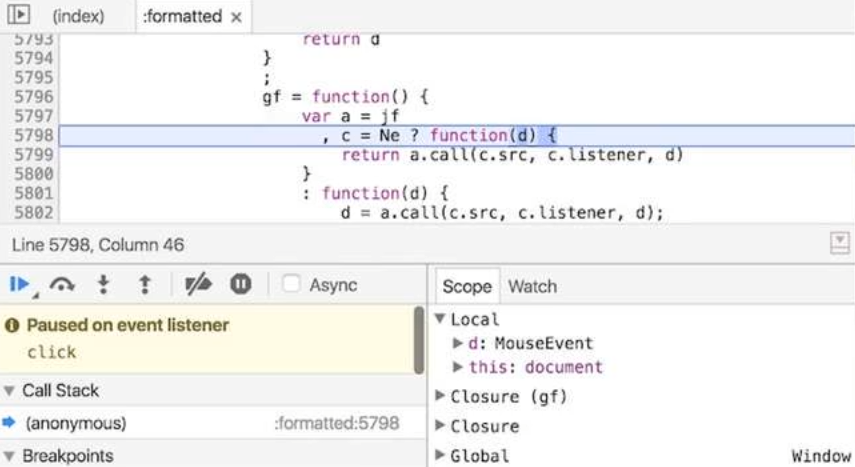 (index) :formatted ×
5793 return d
5794 }
5795 ;
5796 gf = function() {
5797 var a = jf
5798 , c = Ne ? function(d) {
5799 return a.call(c.src, c.listener, d)
5800 }
5801 : function(d) {
5802 d = a.call(c.src, c.listener, d);
Line 5798, Column 46
Async
Paused on event listener
click
Call Stack
(anonymous) :formatted:5798
Breakpoints
Scope Watch
Local
d: MouseEvent
this: document
Closure (gf)
Closure
Global Window